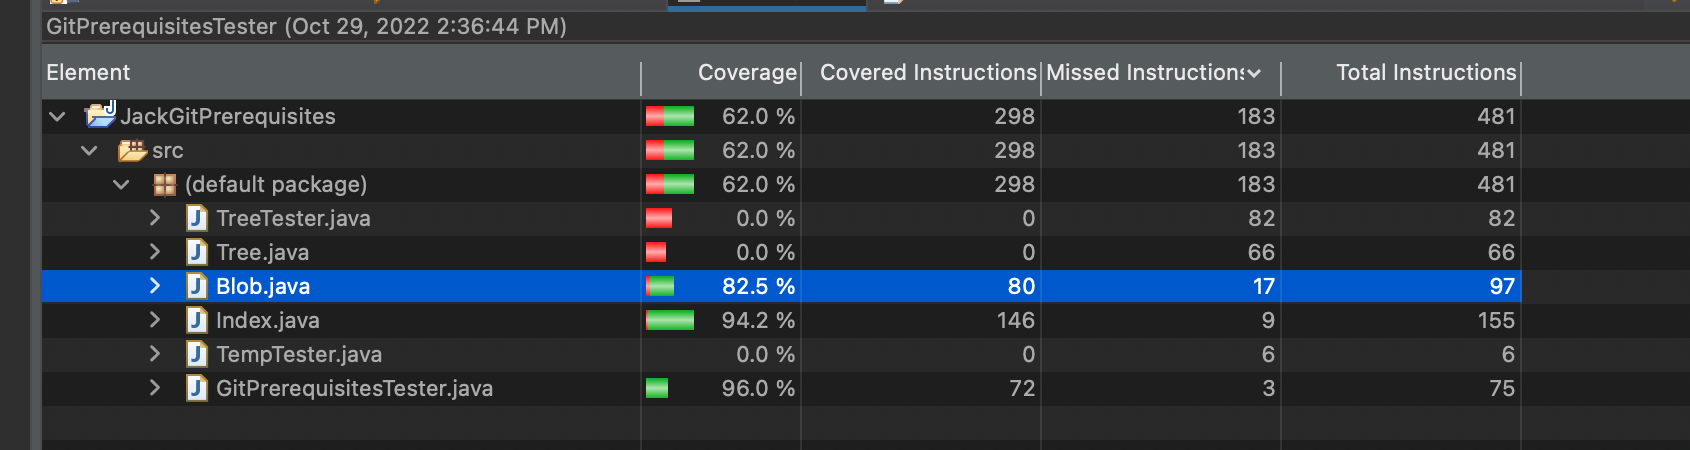 GitPrerequisitesTester (Oct 29, 2022 2:36:44 PM)
Element Coverage Covered Instructions Missed Instructions Total Instructions
JackGitPrerequisites 62.0 % 298 183 481
src 62.0 % 298 183 481
(default package) 62.0 % 298 183 481
TreeTester.java 0.0 % 0 82 82
Tree.java 0.0 % 0 66 66
Blob.java 82.5 % 80 17 97
Index.java 94.2 % 146 9 155
TempTester.java 0.0 % 0 6 6
GitPrerequisitesTester.java 96.0 % 72 3 75